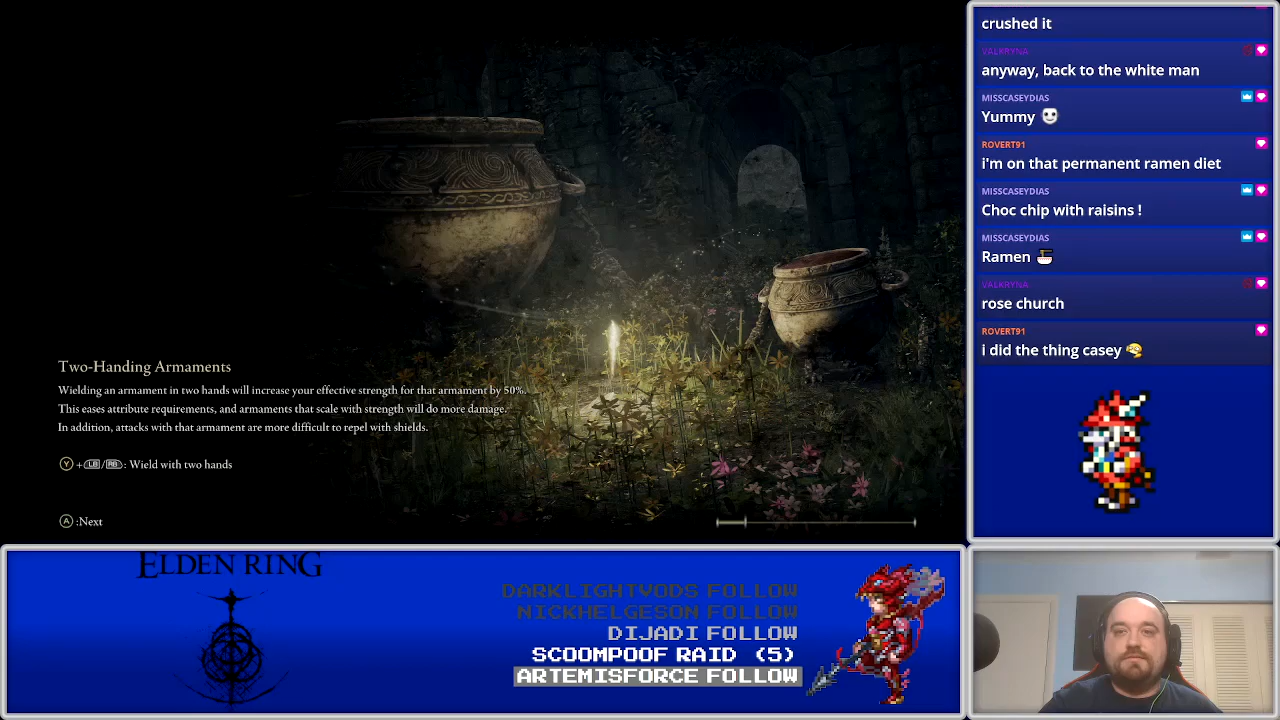 Two-Handing Armaments
Wielding an armament in two hands will increase your effective strength for that armament by 50%.
This eases attribute requirements, and armaments that scale with strength will do more damage.
In addition, attacks with that armament are more difficult to repel with shields.
Y + LB / RB : Wield with two hands
A :Next
crushed it
VALKRYNA
anyway, back to the white man
MISSCASEYDIAS
Yummy
ROVERT91
i'm on that permanent ramen diet
MISSCASEYDIAS
Choc chip with raisins !
MISSCASEYDIAS
Ramen
VALKRYNA
rose church
ROVERT91
i did the thing casey
ELDEN RING
DARKLIGHTVODS FOLLOW
NICKHELGESON FOLLOW
DIJADI FOLLOW
SCOOMPOOF RAID (5)
ARTEMISFORCE FOLLOW